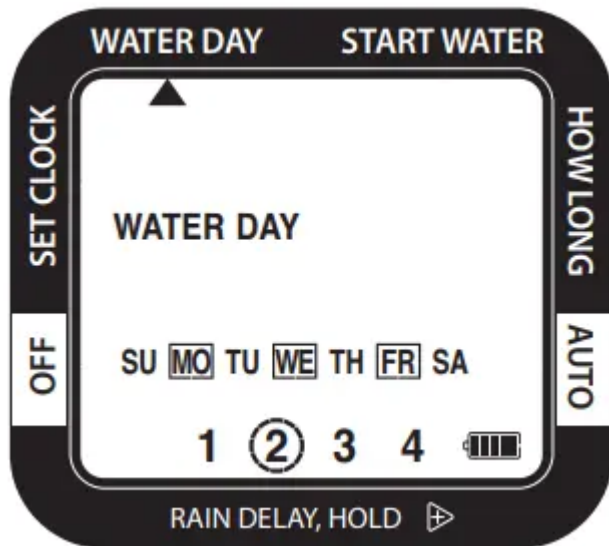 WATER DAY START WATER
SET CLOCK
HOW LONG
WATER DAY
OFF
AUTO
SU MO TU WE TH FR SA
1 2 3 4
RAIN DELAY, HOLD